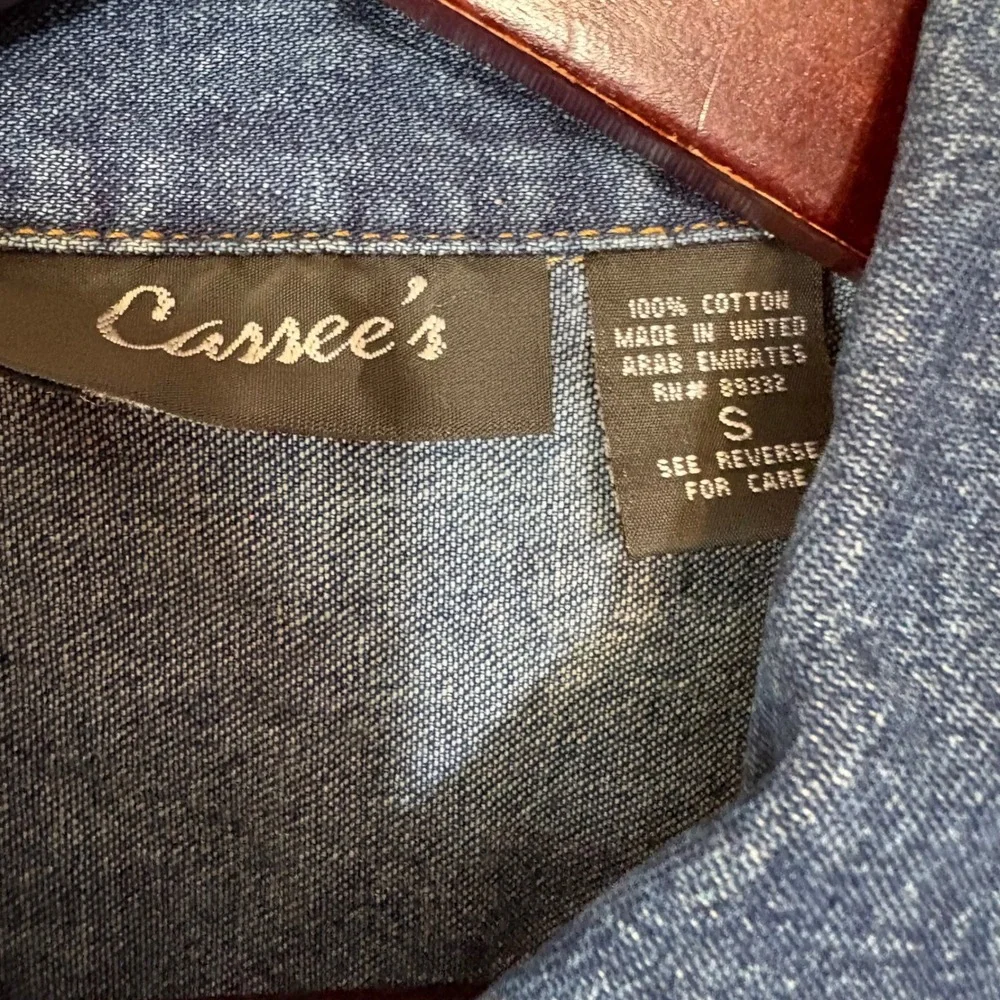 Cassee's
100% COTTON
MADE IN UNITED
ARAB EMIRATES
RN# 89332
S
SEE REVERSE
FOR CARE